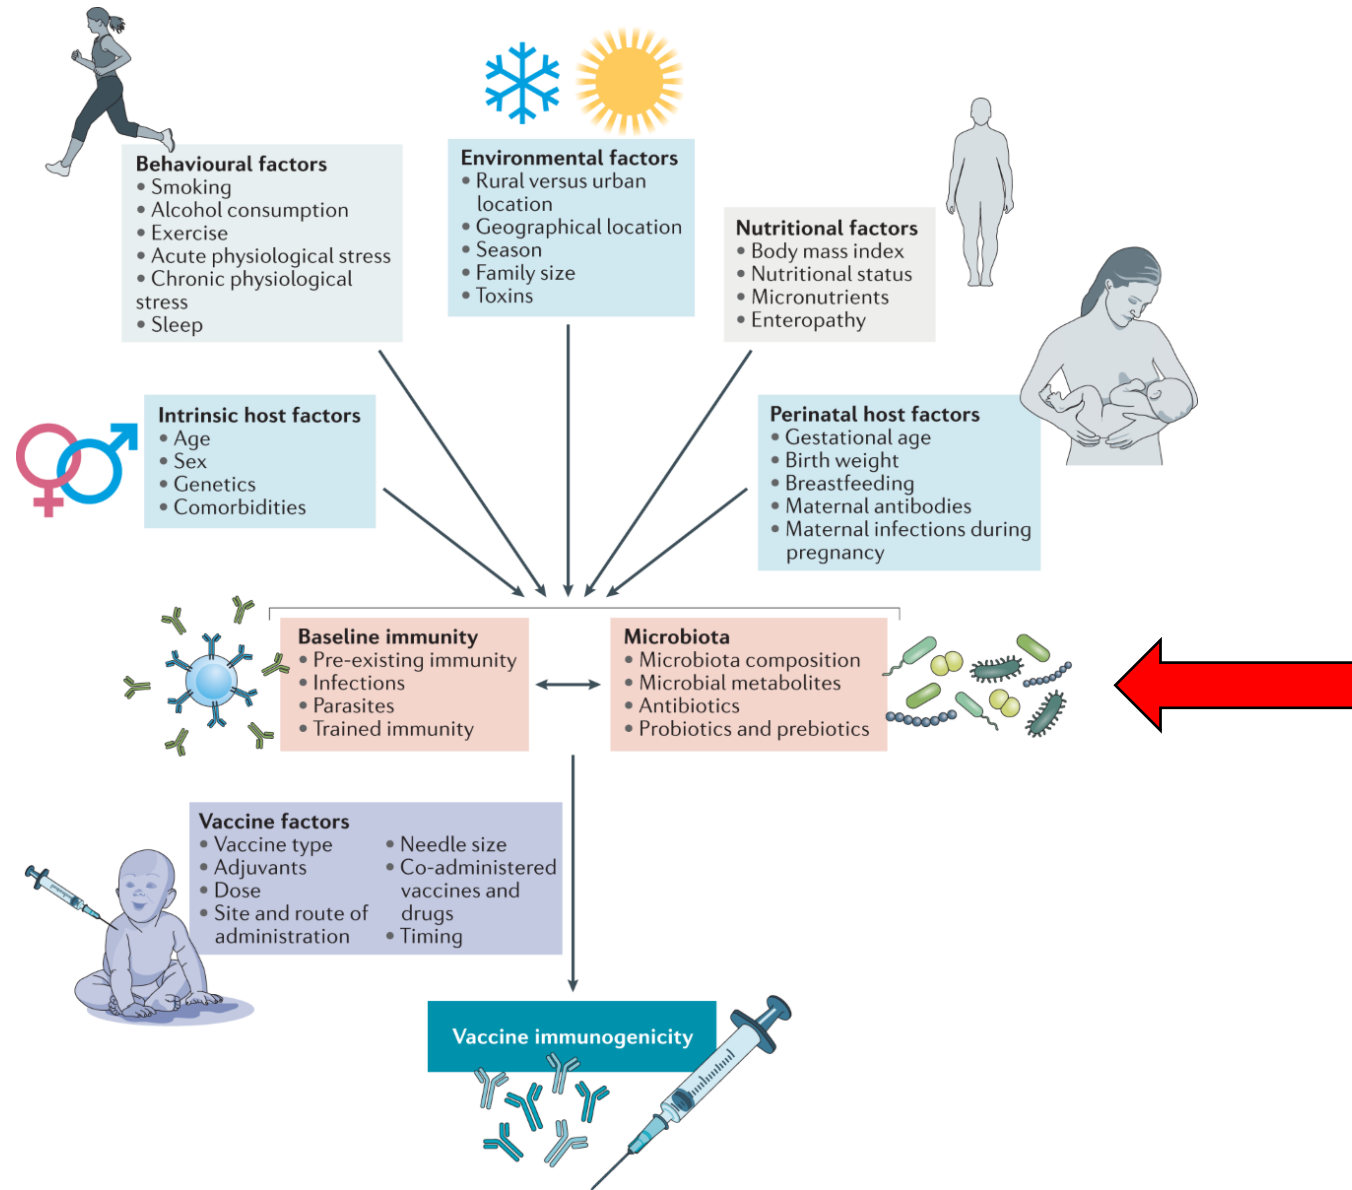 Behavioural factors
• Smoking
• Alcohol consumption
• Exercise
• Acute physiological stress
• Chronic physiological
stress
• Sleep
Environmental factors
• Rural versus urban
location
• Geographical location
• Season
• Family size
• Toxins
Nutritional factors
• Body mass index
• Nutritional status
• Micronutrients
• Enteropathy
Intrinsic host factors
• Age
• Sex
• Genetics
• Comorbidities
Perinatal host factors
• Gestational age
• Birth weight
• Breastfeeding
• Maternal antibodies
• Maternal infections during
pregnancy
Baseline immunity
• Pre-existing immunity
• Infections
• Parasites
• Trained immunity
Microbiota
• Microbiota composition
• Microbial metabolites
• Antibiotics
• Probiotics and prebiotics
Vaccine factors
• Vaccine type
• Adjuvants
• Dose
• Site and route of
administration
• Needle size
• Co-administered
vaccines and
drugs
• Timing
Vaccine immunogenicity